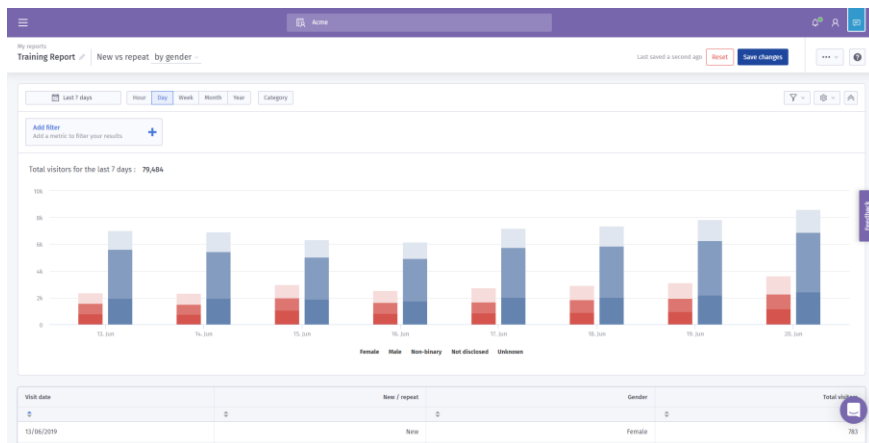 Acme
My reports
Training Report New vs repeat by gender
Last saved a second ago Reset Save changes
Last 7 days Hour Day Week Month Year Category
Add filter
Add a metric to filter your results
Total visitors for the last 7 days : 79,484
10k
8k
6k
4k
2k
0
13. Jun 14. Jun 15. Jun 16. Jun 17. Jun 18. Jun 19. Jun 20. Jun
Female Male Non-binary Not disclosed Unknown
Feedback
Visit date New / repeat Gender Total visitors
13/06/2019 New Female 783